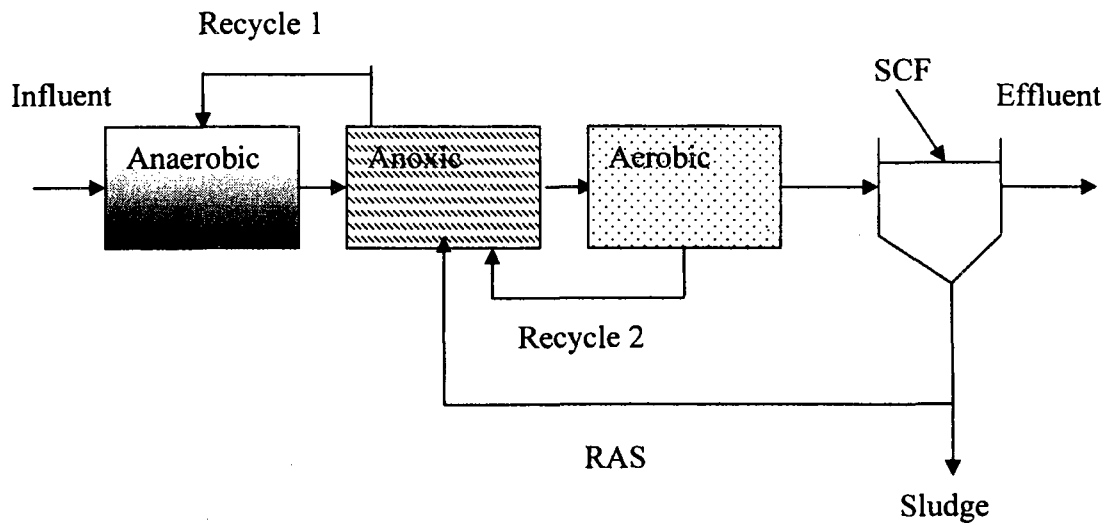 Recycle 1
SCF
Influent
Effluent
Anaerobic
Anoxic
Aerobic
Recycle 2
RAS
Sludge